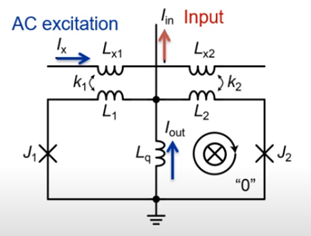 AC excitation
I_in Input
I_x
L_x1
L_x2
k_1
k_2
L_1
L_2
I_out
J_1
L_q
J_2
"0"